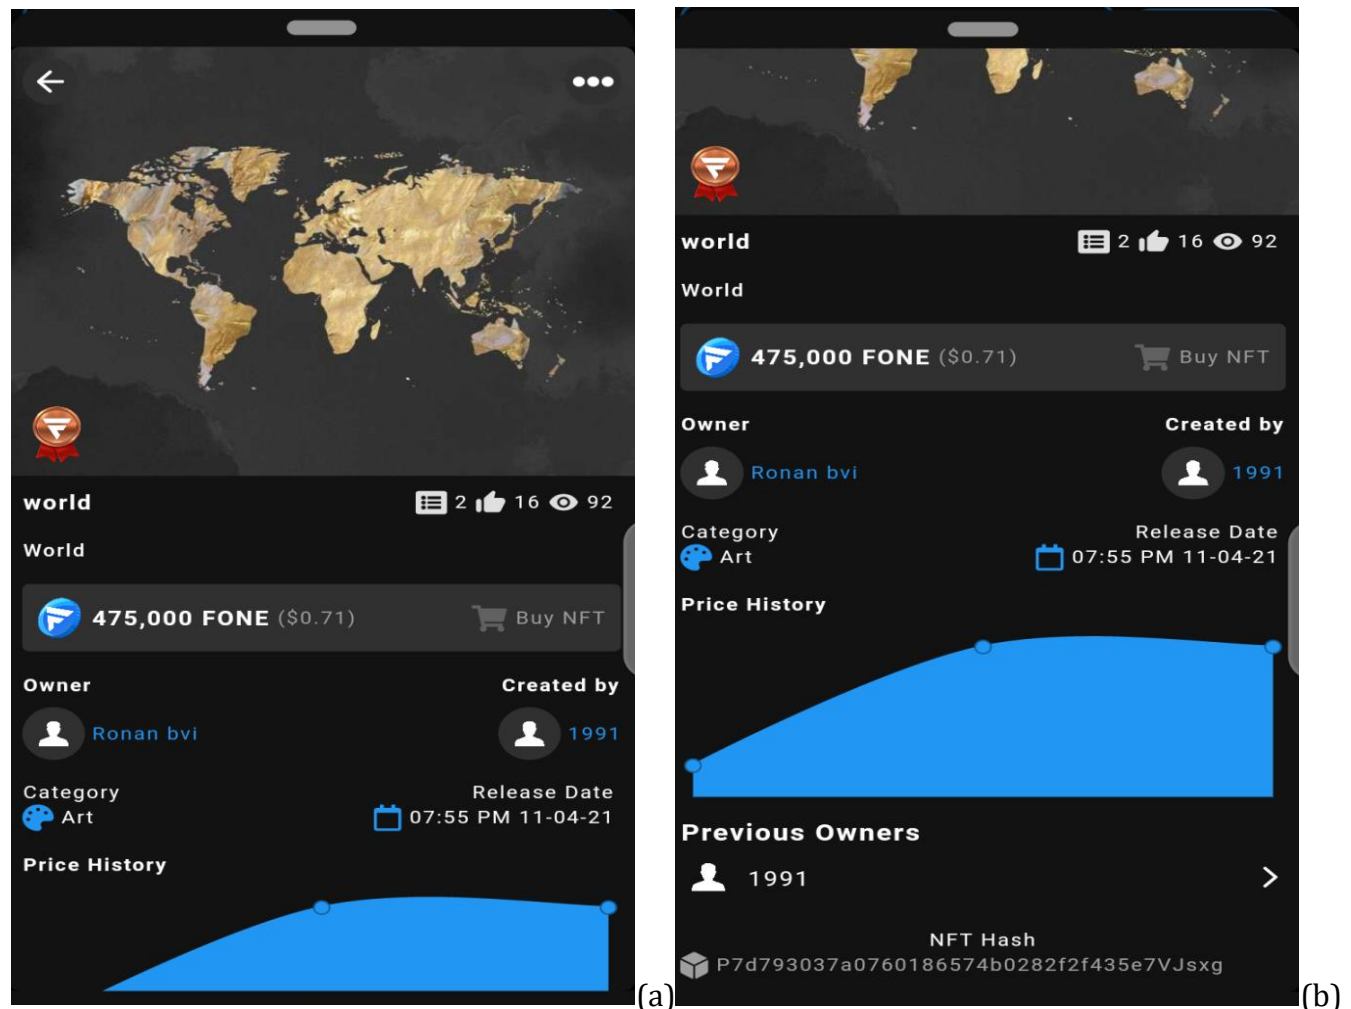 world 2 16 92
World
475,000 FONE ($0.71) Buy NFT
Owner Created by
Ronan bvi 1991
Category Release Date
Art 07:55 PM 11-04-21
Price History
(a)
world 2 16 92
World
475,000 FONE ($0.71) Buy NFT
Owner Created by
Ronan bvi 1991
Category Release Date
Art 07:55 PM 11-04-21
Price History
Previous Owners
1991
NFT Hash
P7d793037a0760186574b0282f2f435e7VJsxg
(b)